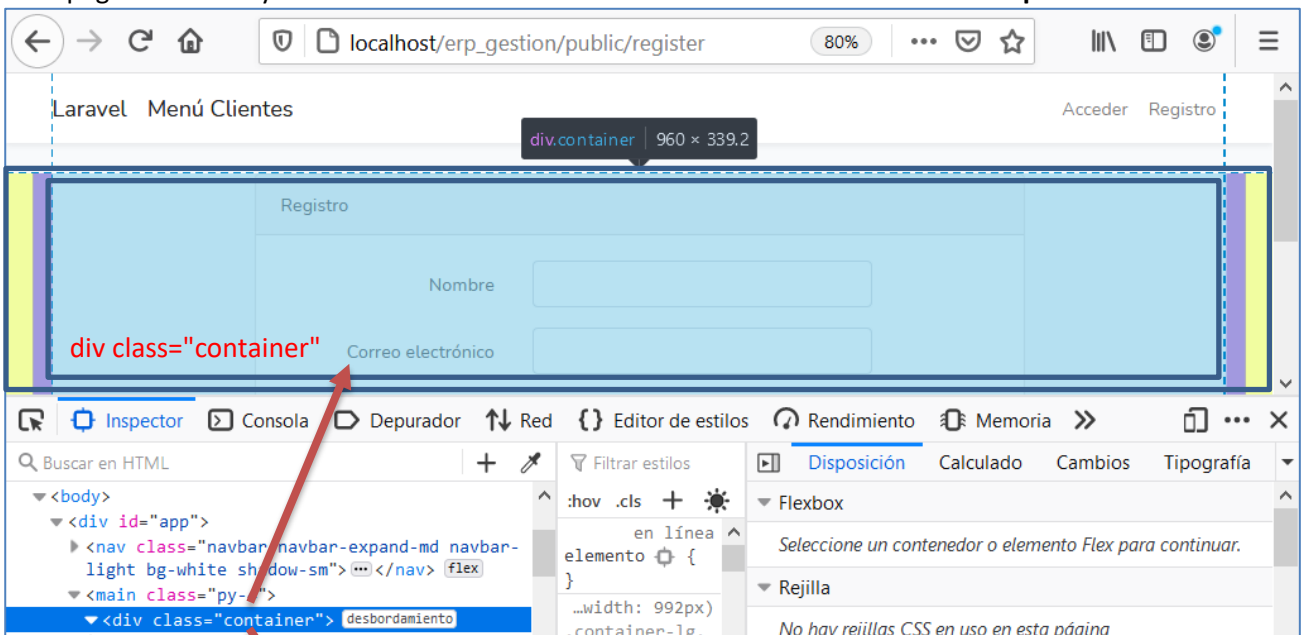 localhost/erp_gestion/public/register 80%
Laravel Menú Clientes Acceder Registro
div.container 960 × 339.2
Registro
Nombre
div class="container" Correo electrónico
Inspector Consola Depurador Red Editor de estilos Rendimiento Memoria
Buscar en HTML Filtrar estilos Disposición Calculado Cambios Tipografía
<body> :hov .cls Flexbox
<div id="app"> en línea
<nav class="navbar navbar-expand-md navbar- elemento { Seleccione un contenedor o elemento Flex para continuar.
light bg-white shadow-sm"> </nav> flex } Rejilla
<main class="py- "> …width: 992px)
<div class="container"> desbordamiento .container-lg, No hay rejillas CSS en uso en esta página